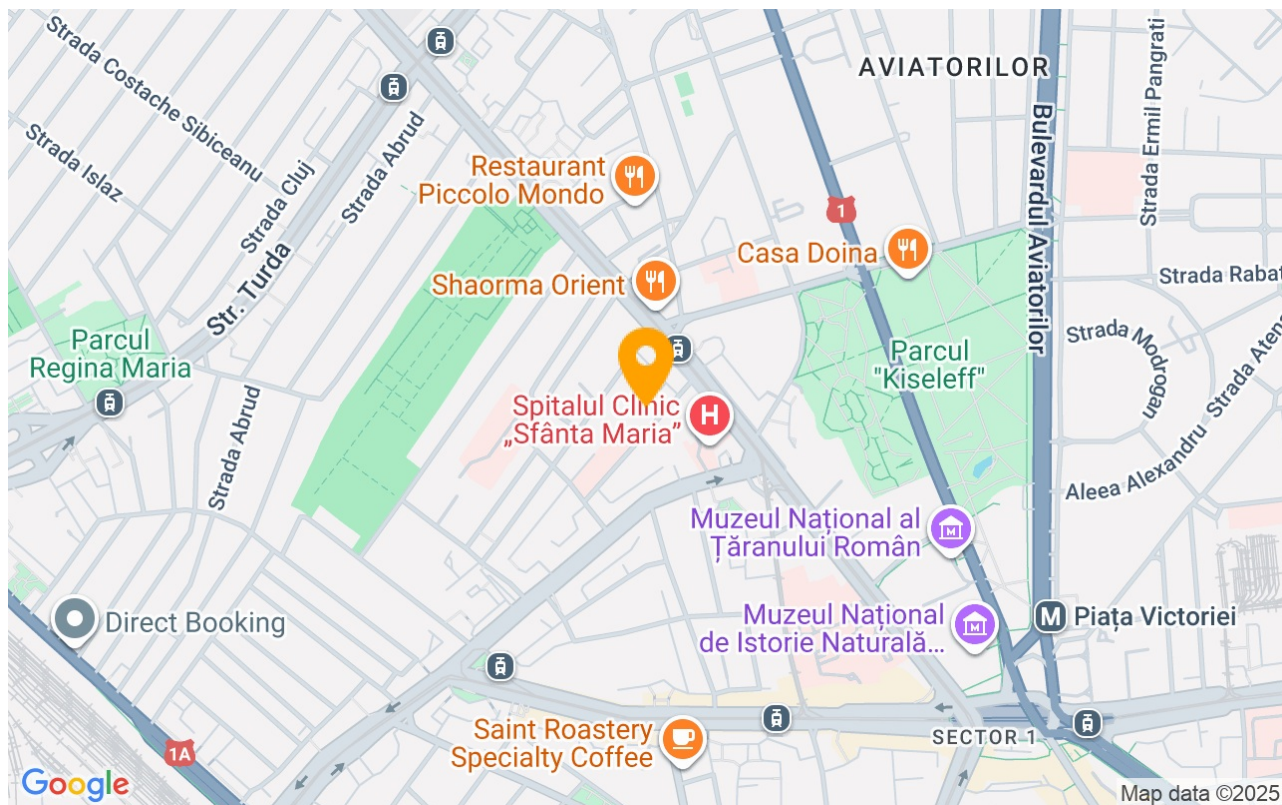 Strada Costache Sibiceanu
Strada Islaz
Strada Cluj
Strada Abrud
Str. Turda
AVIATORILOR
Bulevardul Aviatorilor
Strada Ermil Pangrati
Restaurant
Piccolo Mondo
1
Casa Doina
Shaorma Orient
Strada Rabat
Strada Modrogan
Parcul
Regina Maria
Parcul
"Kiseleff"
Strada Abrud
Spitalul Clinic
„Sfânta Maria”
H
Aleea Alexandru
Strada Aten
Muzeul Național al
Țăranului Român
M
Direct Booking
Muzeul Național
de Istorie Naturală...
M
M
Piața Victoriei
Saint Roastery
Specialty Coffee
SECTOR 1
1A
Google
Map data ©2025